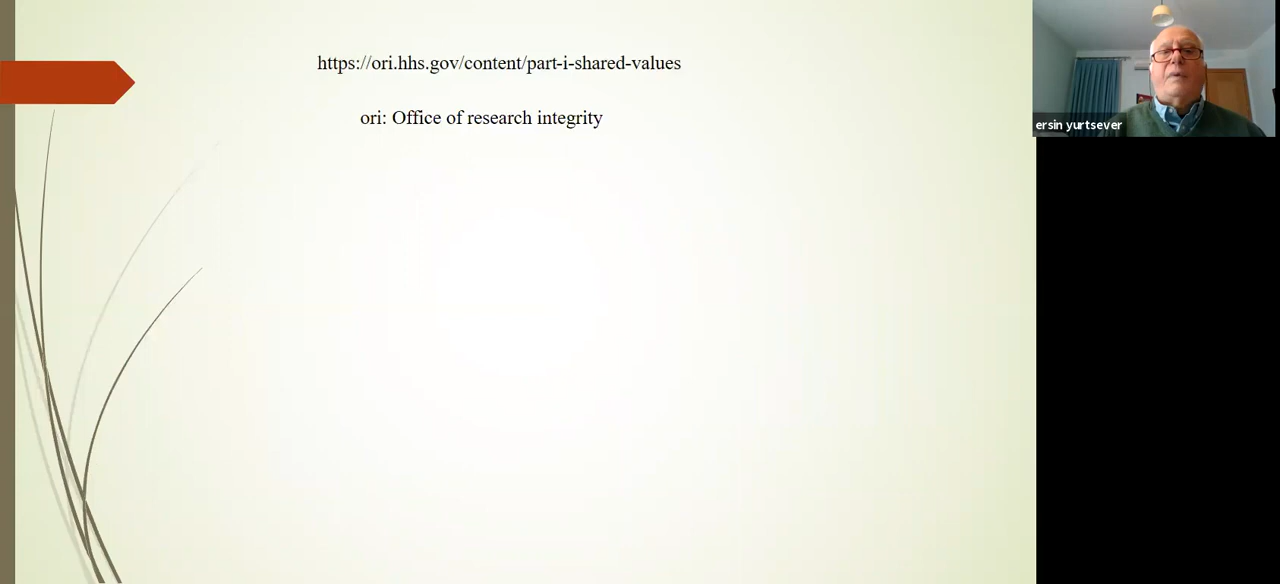 https://ori.hhs.gov/content/part-i-shared-values
ori: Office of research integrity
ersin yurtsever